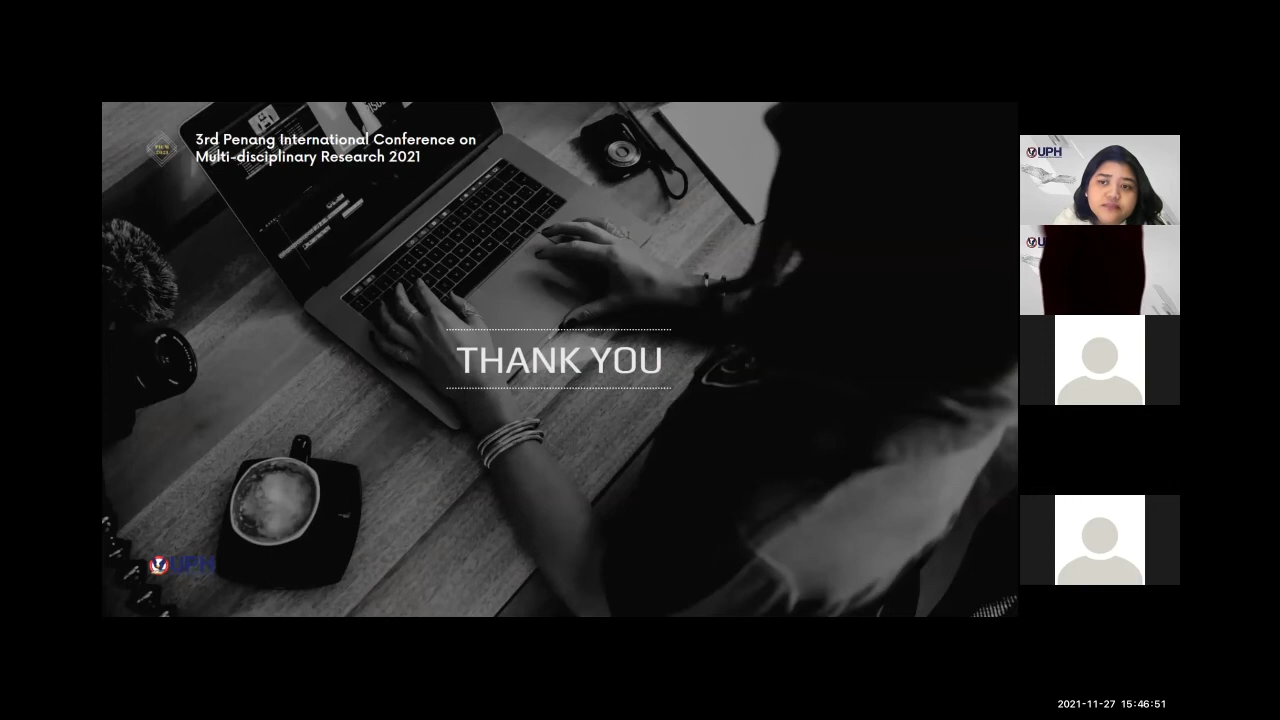 3rd Penang International Conference on
Multi-disciplinary Research 2021
UPH
THANK YOU
UPH
2021-11-27 15:46:51